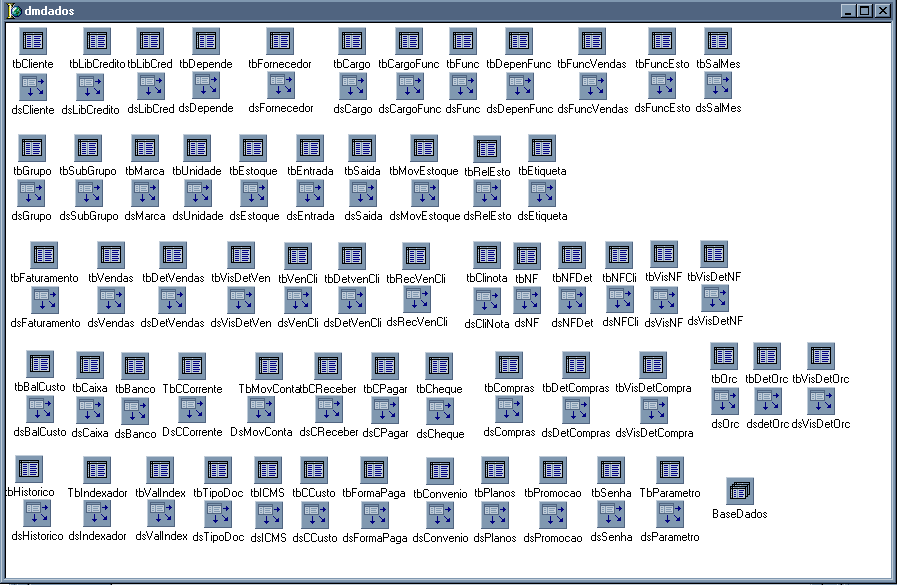 dmdados
tbCliente tbLibCredito tbLibCred tbDepende tbFornecedor tbCargo tbCargoFunc tbFunc tbDepenFunc tbFuncVendas tbFuncEsto tbSalMes
dsCliente dsLibCredito dsLibCred dsDepende dsFornecedor dsCargo dsCargoFunc dsFunc dsDepenFunc dsFuncVendas dsFuncEsto dsSalMes
tbGrupo tbSubGrupo tbMarca tbUnidade tbEstoque tbEntrada tbSaida tbMovEstoque tbRelEsto tbEtiqueta
dsGrupo dsSubGrupo dsMarca dsUnidade dsEstoque dsEntrada dsSaida dsMovEstoque dsRelEsto dsEtiqueta
tbFaturamento tbVendas tbDetVendas tbVisDetVen tbVenCli tbDetvenCli tbRecVenCli tbClinota tbNF tbNFDet tbNFCli tbVisNF tbVisDetNF
dsFaturamento dsVendas dsDetVendas dsVisDetVen dsVenCli dsDetVenCli dsRecVenCli dsCliNota dsNF dsNFDet dsNFCli dsVisNF dsVisDetNF
tbBalCusto tbCaixa tbBanco TbCCorrente TbMovConta tbCReceber tbCPagar tbCheque tbCompras tbDetCompras tbVisDetCompra tbOrc tbDetOrc tbVisDetOrc
dsBalCusto dsCaixa dsBanco DsCCorrente DsMovConta dsCReceber dsCPagar dsCheque dsCompras dsDetCompras dsVisDetCompra dsOrc dsdetOrc dsVisDetOrc
tbHistorico TbIndexador tbValIndex tbTipoDoc tbICMS tbCCusto tbFormaPaga tbConvenio tbPlanos tbPromocao tbSenha TbParametro
dsHistorico dsIndexador dsValIndex dsTipoDoc dsICMS dsCCusto dsFormaPaga dsConvenio dsPlanos dsPromocao dsSenha dsParametro
BaseDados